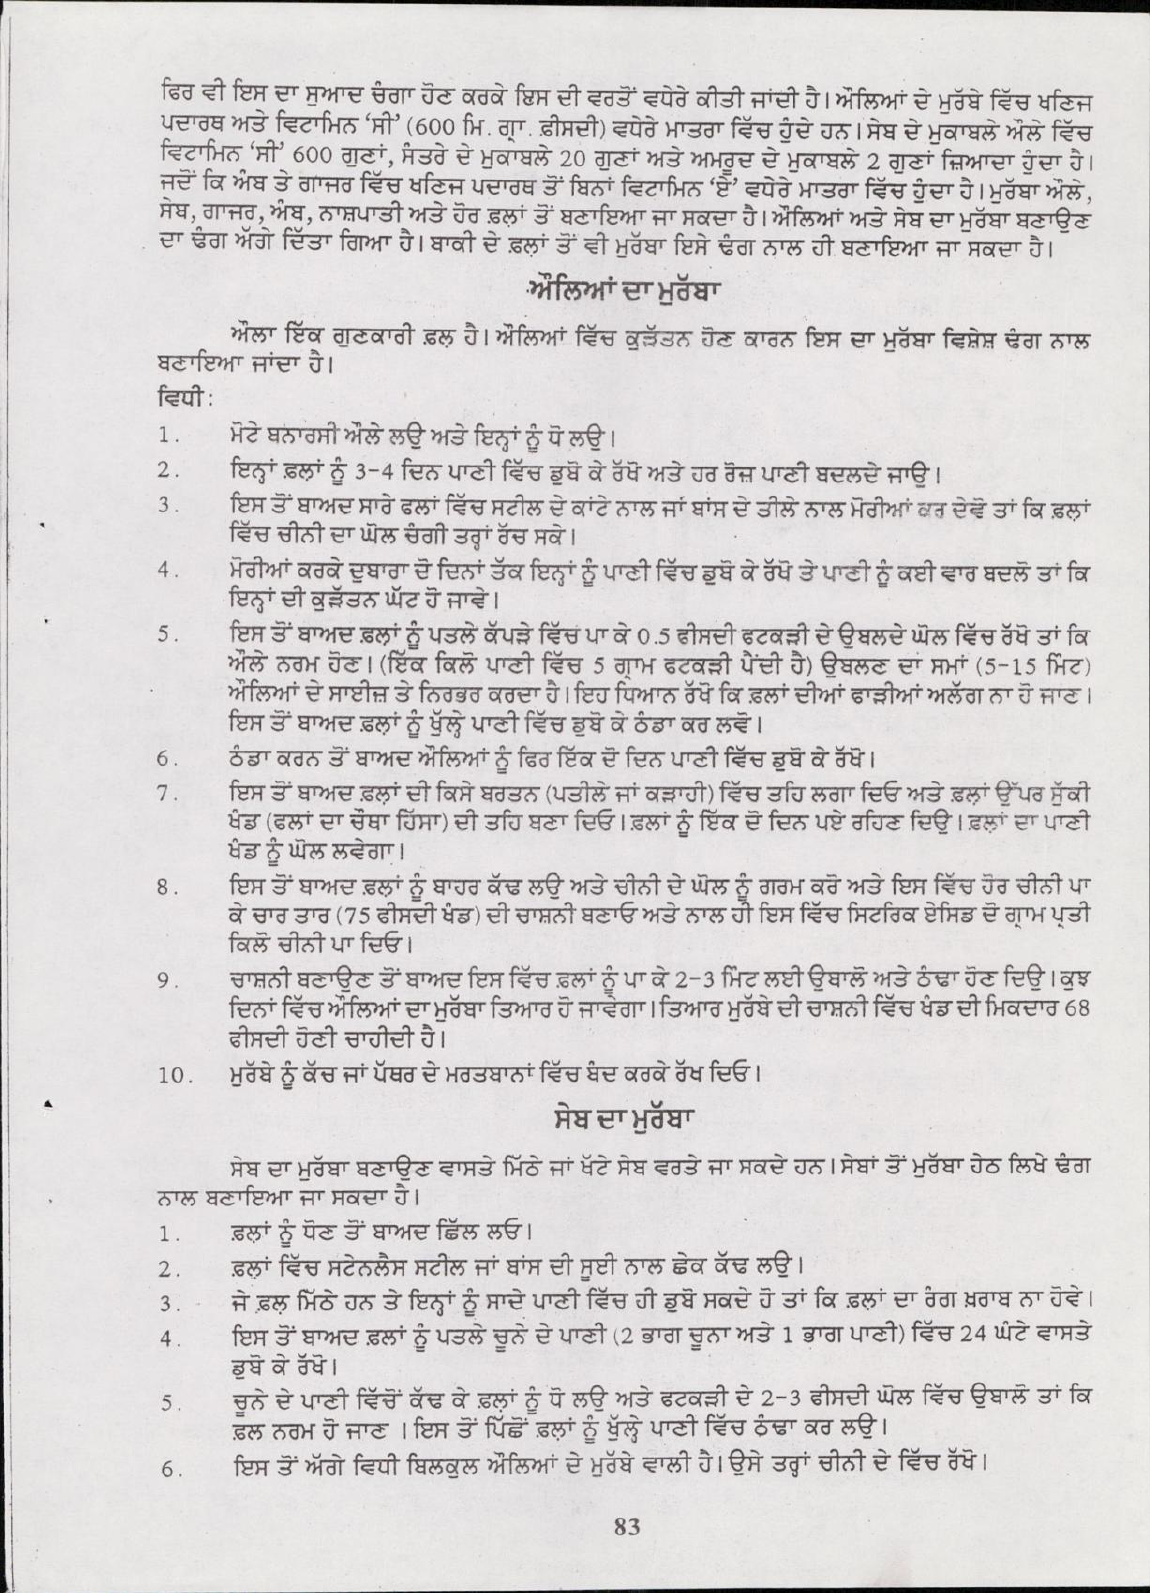 ਫਿਰ ਵੀ ਇਸ ਦਾ ਸੁਆਦ ਚੰਗਾ ਹੋਣ ਕਰਕੇ ਇਸ ਦੀ ਵਰਤੋਂ ਵਧੇਰੇ ਕੀਤੀ ਜਾਂਦੀ ਹੈ। ਔਲਿਆਂ ਦੇ ਮੁਰੱਬੇ ਵਿੱਚ ਖਣਿਜ
ਪਦਾਰਥ ਅਤੇ ਵਿਟਾਮਿਨ ‘ਸੀ’ (600 ਮਿ. ਗ੍ਰਾ. ਫ਼ੀਸਦੀ) ਵਧੇਰੇ ਮਾਤਰਾ ਵਿੱਚ ਹੁੰਦੇ ਹਨ। ਸੇਬ ਦੇ ਮੁਕਾਬਲੇ ਔਲੇ ਵਿੱਚ
ਵਿਟਾਮਿਨ ‘ਸੀ’ 600 ਗੁਣਾਂ, ਸੰਤਰੇ ਦੇ ਮੁਕਾਬਲੇ 20 ਗੁਣਾਂ ਅਤੇ ਅਮਰੂਦ ਦੇ ਮੁਕਾਬਲੇ 2 ਗੁਣਾਂ ਜ਼ਿਆਦਾ ਹੁੰਦਾ ਹੈ।
ਜਦੋਂ ਕਿ ਅੰਬ ਤੇ ਗਾਜਰ ਵਿੱਚ ਖਣਿਜ ਪਦਾਰਥ ਤੋਂ ਬਿਨਾਂ ਵਿਟਾਮਿਨ ‘ਏ’ ਵਧੇਰੇ ਮਾਤਰਾ ਵਿੱਚ ਹੁੰਦਾ ਹੈ। ਮੁਰੱਬਾ ਔਲੇ,
ਸੇਬ, ਗਾਜਰ, ਅੰਬ, ਨਾਸ਼ਪਾਤੀ ਅਤੇ ਹੋਰ ਫ਼ਲਾਂ ਤੋਂ ਬਣਾਇਆ ਜਾ ਸਕਦਾ ਹੈ। ਔਲਿਆਂ ਅਤੇ ਸੇਬ ਦਾ ਮੁਰੱਬਾ ਬਣਾਉਣ
ਦਾ ਢੰਗ ਅੱਗੇ ਦਿੱਤਾ ਗਿਆ ਹੈ। ਬਾਕੀ ਦੇ ਫ਼ਲਾਂ ਤੋਂ ਵੀ ਮੁਰੱਬਾ ਇਸੇ ਢੰਗ ਨਾਲ ਹੀ ਬਣਾਇਆ ਜਾ ਸਕਦਾ ਹੈ।
ਔਲਿਆਂ ਦਾ ਮੁਰੱਬਾ
ਔਲਾ ਇੱਕ ਗੁਣਕਾਰੀ ਫ਼ਲ ਹੈ। ਔਲਿਆਂ ਵਿੱਚ ਕੁੜੱਤਨ ਹੋਣ ਕਾਰਨ ਇਸ ਦਾ ਮੁਰੱਬਾ ਵਿਸ਼ੇਸ਼ ਢੰਗ ਨਾਲ
ਬਣਾਇਆ ਜਾਂਦਾ ਹੈ।
ਵਿਧੀ:
1. ਮੋਟੇ ਬਨਾਰਸੀ ਔਲੇ ਲਉ ਅਤੇ ਇਨ੍ਹਾਂ ਨੂੰ ਧੋ ਲਉ।
2. ਇਨ੍ਹਾਂ ਫ਼ਲਾਂ ਨੂੰ 3-4 ਦਿਨ ਪਾਣੀ ਵਿੱਚ ਡੁਬੋ ਕੇ ਰੱਖੋ ਅਤੇ ਹਰ ਰੋਜ਼ ਪਾਣੀ ਬਦਲਦੇ ਜਾਉ।
3. ਇਸ ਤੋਂ ਬਾਅਦ ਸਾਰੇ ਫਲਾਂ ਵਿੱਚ ਸਟੀਲ ਦੇ ਕਾਂਟੇ ਨਾਲ ਜਾਂ ਬਾਂਸ ਦੇ ਤੀਲੇ ਨਾਲ ਮੋਰੀਆਂ ਕਰ ਦੇਵੋ ਤਾਂ ਕਿ ਫ਼ਲਾਂ
ਵਿੱਚ ਚੀਨੀ ਦਾ ਘੋਲ ਚੰਗੀ ਤਰ੍ਹਾਂ ਰੱਚ ਸਕੇ।
4. ਮੋਰੀਆਂ ਕਰਕੇ ਦੁਬਾਰਾ ਦੋ ਦਿਨਾਂ ਤੱਕ ਇਨ੍ਹਾਂ ਨੂੰ ਪਾਣੀ ਵਿੱਚ ਡੁਬੋ ਕੇ ਰੱਖੋ ਤੇ ਪਾਣੀ ਨੂੰ ਕਈ ਵਾਰ ਬਦਲੋ ਤਾਂ ਕਿ
ਇਨ੍ਹਾਂ ਦੀ ਕੁੜੱਤਨ ਘੱਟ ਹੋ ਜਾਵੇ।
5. ਇਸ ਤੋਂ ਬਾਅਦ ਫ਼ਲਾਂ ਨੂੰ ਪਤਲੇ ਕੱਪੜੇ ਵਿੱਚ ਪਾ ਕੇ 0.5 ਫੀਸਦੀ ਫਟਕੜੀ ਦੇ ਉਬਲਦੇ ਘੋਲ ਵਿੱਚ ਰੱਖੋ ਤਾਂ ਕਿ
ਔਲੇ ਨਰਮ ਹੋਣ। (ਇੱਕ ਕਿਲੋ ਪਾਣੀ ਵਿੱਚ 5 ਗ੍ਰਾਮ ਫਟਕੜੀ ਪੈਂਦੀ ਹੈ) ਉਬਲਣ ਦਾ ਸਮਾਂ (5-15 ਮਿੰਟ)
ਔਲਿਆਂ ਦੇ ਸਾਈਜ਼ ਤੇ ਨਿਰਭਰ ਕਰਦਾ ਹੈ। ਇਹ ਧਿਆਨ ਰੱਖੋ ਕਿ ਫ਼ਲਾਂ ਦੀਆਂ ਫਾੜੀਆਂ ਅਲੱਗ ਨਾ ਹੋ ਜਾਣ।
ਇਸ ਤੋਂ ਬਾਅਦ ਫ਼ਲਾਂ ਨੂੰ ਖੁੱਲ੍ਹੇ ਪਾਣੀ ਵਿੱਚ ਡੁਬੋ ਕੇ ਠੰਡਾ ਕਰ ਲਵੋ।
6. ਠੰਡਾ ਕਰਨ ਤੋਂ ਬਾਅਦ ਔਲਿਆਂ ਨੂੰ ਫਿਰ ਇੱਕ ਦੋ ਦਿਨ ਪਾਣੀ ਵਿੱਚ ਡੁਬੋ ਕੇ ਰੱਖੋ।
7. ਇਸ ਤੋਂ ਬਾਅਦ ਫ਼ਲਾਂ ਦੀ ਕਿਸੇ ਬਰਤਨ (ਪਤੀਲੇ ਜਾਂ ਕੜਾਹੀ) ਵਿੱਚ ਤਹਿ ਲਗਾ ਦਿਓ ਅਤੇ ਫ਼ਲਾਂ ਉੱਪਰ ਸੁੱਕੀ
ਖੰਡ (ਫਲਾਂ ਦਾ ਚੌਥਾ ਹਿੱਸਾ) ਦੀ ਤਹਿ ਬਣਾ ਦਿਓ। ਫ਼ਲਾਂ ਨੂੰ ਇੱਕ ਦੋ ਦਿਨ ਪਏ ਰਹਿਣ ਦਿਉ। ਫ਼ਲਾਂ ਦਾ ਪਾਣੀ
ਖੰਡ ਨੂੰ ਘੋਲ ਲਵੇਗਾ।
8. ਇਸ ਤੋਂ ਬਾਅਦ ਫ਼ਲਾਂ ਨੂੰ ਬਾਹਰ ਕੱਢ ਲਉ ਅਤੇ ਚੀਨੀ ਦੇ ਘੋਲ ਨੂੰ ਗਰਮ ਕਰੋ ਅਤੇ ਇਸ ਵਿੱਚ ਹੋਰ ਚੀਨੀ ਪਾ
ਕੇ ਚਾਰ ਤਾਰ (75 ਫੀਸਦੀ ਖੰਡ) ਦੀ ਚਾਸ਼ਨੀ ਬਣਾਓ ਅਤੇ ਨਾਲ ਹੀ ਇਸ ਵਿੱਚ ਸਿਟਰਿਕ ਏਸਿਡ ਦੋ ਗ੍ਰਾਮ ਪ੍ਰਤੀ
ਕਿਲੋ ਚੀਨੀ ਪਾ ਦਿਓ।
9. ਚਾਸ਼ਨੀ ਬਣਾਉਣ ਤੋਂ ਬਾਅਦ ਇਸ ਵਿੱਚ ਫ਼ਲਾਂ ਨੂੰ ਪਾ ਕੇ 2-3 ਮਿੰਟ ਲਈ ਉਬਾਲੋ ਅਤੇ ਠੰਢਾ ਹੋਣ ਦਿਉ। ਕੁਝ
ਦਿਨਾਂ ਵਿੱਚ ਔਲਿਆਂ ਦਾ ਮੁਰੱਬਾ ਤਿਆਰ ਹੋ ਜਾਵੇਗਾ। ਤਿਆਰ ਮੁਰੱਬੇ ਦੀ ਚਾਸ਼ਨੀ ਵਿੱਚ ਖੰਡ ਦੀ ਮਿਕਦਾਰ 68
ਫੀਸਦੀ ਹੋਣੀ ਚਾਹੀਦੀ ਹੈ।
10. ਮੁਰੱਬੇ ਨੂੰ ਕੱਚ ਜਾਂ ਪੱਥਰ ਦੇ ਮਰਤਬਾਨਾਂ ਵਿੱਚ ਬੰਦ ਕਰਕੇ ਰੱਖ ਦਿਓ।
ਸੇਬ ਦਾ ਮੁਰੱਬਾ
ਸੇਬ ਦਾ ਮੁਰੱਬਾ ਬਣਾਉਣ ਵਾਸਤੇ ਮਿੱਠੇ ਜਾਂ ਖੱਟੇ ਸੇਬ ਵਰਤੇ ਜਾ ਸਕਦੇ ਹਨ। ਸੇਬਾਂ ਤੋਂ ਮੁਰੱਬਾ ਹੇਠ ਲਿਖੇ ਢੰਗ
ਨਾਲ ਬਣਾਇਆ ਜਾ ਸਕਦਾ ਹੈ।
1. ਫ਼ਲਾਂ ਨੂੰ ਧੋਣ ਤੋਂ ਬਾਅਦ ਛਿੱਲ ਲਓ।
2. ਫ਼ਲਾਂ ਵਿੱਚ ਸਟੇਨਲੈਸ ਸਟੀਲ ਜਾਂ ਬਾਂਸ ਦੀ ਸੂਈ ਨਾਲ ਛੇਕ ਕੱਢ ਲਉ।
3. ਜੇ ਫ਼ਲ ਮਿੱਠੇ ਹਨ ਤੇ ਇਨ੍ਹਾਂ ਨੂੰ ਸਾਦੇ ਪਾਣੀ ਵਿੱਚ ਹੀ ਡੁਬੋ ਸਕਦੇ ਹੋ ਤਾਂ ਕਿ ਫ਼ਲਾਂ ਦਾ ਰੰਗ ਖ਼ਰਾਬ ਨਾ ਹੋਵੇ।
4. ਇਸ ਤੋਂ ਬਾਅਦ ਫ਼ਲਾਂ ਨੂੰ ਪਤਲੇ ਚੂਨੇ ਦੇ ਪਾਣੀ (2 ਭਾਗ ਚੂਨਾ ਅਤੇ 1 ਭਾਗ ਪਾਣੀ) ਵਿੱਚ 24 ਘੰਟੇ ਵਾਸਤੇ
ਡੁਬੋ ਕੇ ਰੱਖੋ।
5. ਚੂਨੇ ਦੇ ਪਾਣੀ ਵਿੱਚੋਂ ਕੱਢ ਕੇ ਫ਼ਲਾਂ ਨੂੰ ਧੋ ਲਉ ਅਤੇ ਫਟਕੜੀ ਦੇ 2-3 ਫੀਸਦੀ ਘੋਲ ਵਿੱਚ ਉਬਾਲੋ ਤਾਂ ਕਿ
ਫ਼ਲ ਨਰਮ ਹੋ ਜਾਣ । ਇਸ ਤੋਂ ਪਿੱਛੋਂ ਫ਼ਲਾਂ ਨੂੰ ਖੁੱਲ੍ਹੇ ਪਾਣੀ ਵਿੱਚ ਠੰਢਾ ਕਰ ਲਉ।
6. ਇਸ ਤੋਂ ਅੱਗੇ ਵਿਧੀ ਬਿਲਕੁਲ ਔਲਿਆਂ ਦੇ ਮੁਰੱਬੇ ਵਾਲੀ ਹੈ। ਉਸੇ ਤਰ੍ਹਾਂ ਚੀਨੀ ਦੇ ਵਿੱਚ ਰੱਖੋ।
83